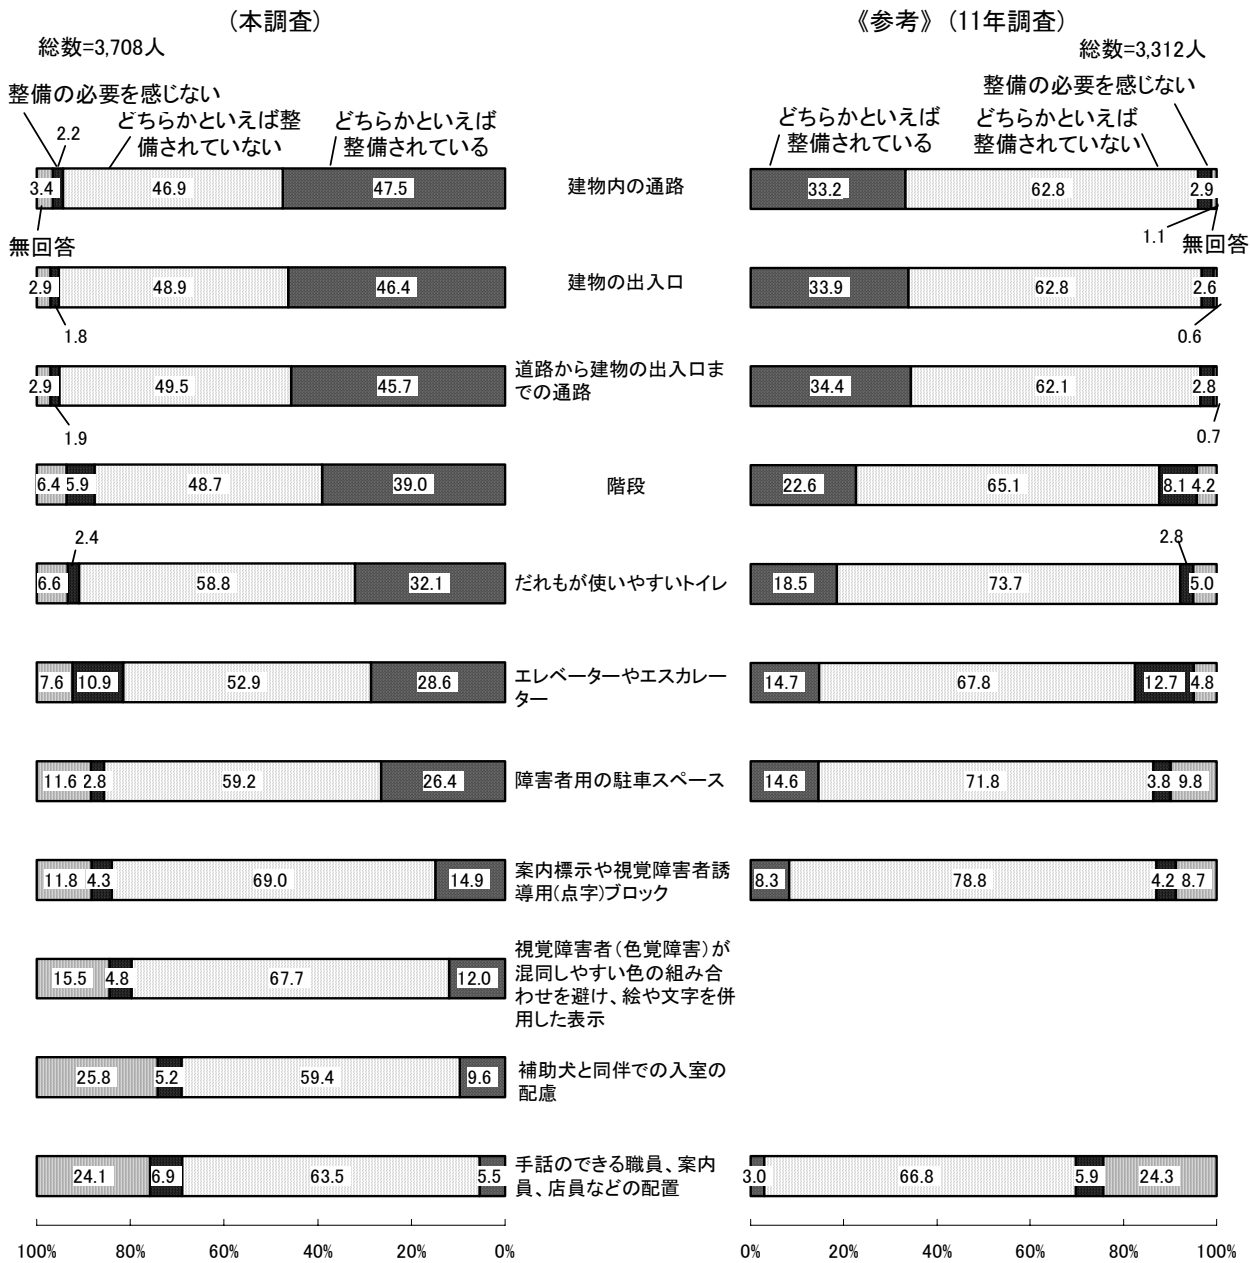 （本調査）
《参考》（11年調査）
総数=3,708人
総数=3,312人
整備の必要を感じない
2.2
どちらかといえば整
備されていない
どちらかといえば
整備されている
どちらかといえば
整備されている
どちらかといえば
整備されていない
整備の必要を感じない
3.4
46.9
47.5
建物内の通路
33.2
62.8
2.9
無回答
1.1
無回答
2.9
48.9
46.4
建物の出入口
33.9
62.8
2.6
1.8
0.6
2.9
49.5
45.7
道路から建物の出入口ま
での通路
34.4
62.1
2.8
1.9
0.7
6.4
5.9
48.7
39.0
階段
22.6
65.1
8.1
4.2
2.4
2.8
6.6
58.8
32.1
だれもが使いやすいトイレ
18.5
73.7
5.0
7.6
10.9
52.9
28.6
エレベーターやエスカレー
ター
14.7
67.8
12.7
4.8
11.6
2.8
59.2
26.4
障害者用の駐車スペース
14.6
71.8
3.8
9.8
11.8
4.3
69.0
14.9
案内標示や視覚障害者誘
導用(点字)ブロック
8.3
78.8
4.2
8.7
15.5
4.8
67.7
12.0
視覚障害者（色覚障害）が
混同しやすい色の組み合
わせを避け、絵や文字を併
用した表示
25.8
5.2
59.4
9.6
補助犬と同伴での入室の
配慮
24.1
6.9
63.5
5.5
手話のできる職員、案内
員、店員などの配置
3.0
66.8
5.9
24.3
100% 80% 60% 40% 20% 0%
0% 20% 40% 60% 80% 100%